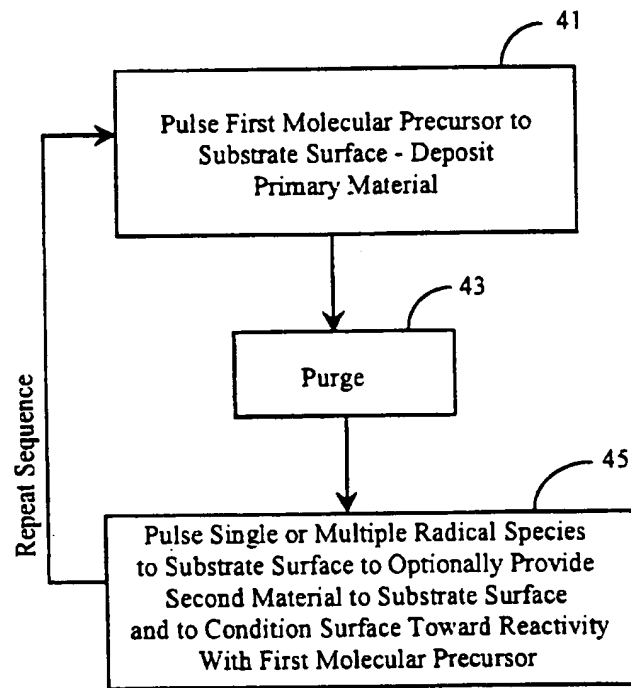 41
Pulse First Molecular Precursor to
Substrate Surface - Deposit
Primary Material
43
Purge
Repeat Sequence
45
Pulse Single or Multiple Radical Species
to Substrate Surface to Optionally Provide
Second Material to Substrate Surface
and to Condition Surface Toward Reactivity
With First Molecular Precursor